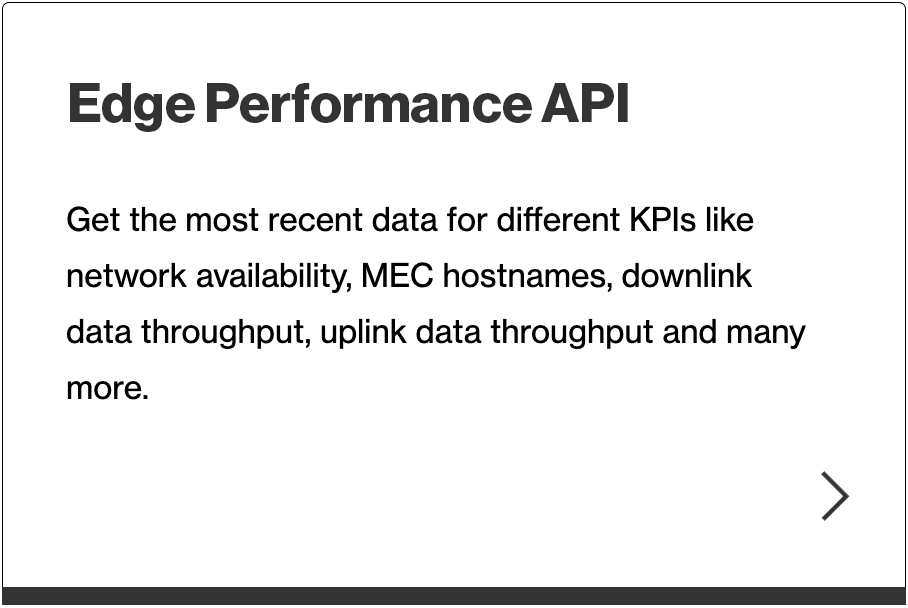 Edge Performance API
Get the most recent data for different KPIs like
network availability, MEC hostnames, downlink
data throughput, uplink data throughput and many
more.